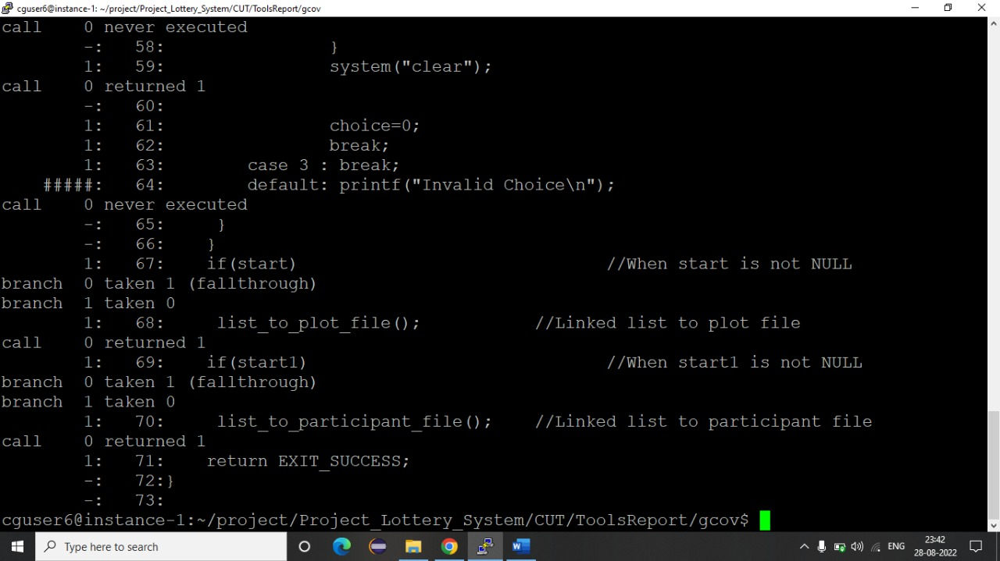 cguser6@instance-1: ~/project/Project_Lottery_System/CUT/ToolsReport/gcov
call    0 never executed
        -:   58:                }
        1:   59:                system("clear");
call    0 returned 1
        -:   60:
        1:   61:                choice=0;
        1:   62:                break;
        1:   63:        case 3 : break;
    #####:   64:        default: printf("Invalid Choice\n");
call    0 never executed
        -:   65:     }
        -:   66:    }
        1:   67:    if(start)                              //When start is not NULL
branch  0 taken 1 (fallthrough)
branch  1 taken 0
        1:   68:     list_to_plot_file();           //Linked list to plot file
call    0 returned 1
        1:   69:    if(start1)                             //When start1 is not NULL
branch  0 taken 1 (fallthrough)
branch  1 taken 0
        1:   70:     list_to_participant_file();    //Linked list to participant file
call    0 returned 1
        1:   71:    return EXIT_SUCCESS;
        -:   72:}
        -:   73:
cguser6@instance-1:~/project/Project_Lottery_System/CUT/ToolsReport/gcov$
Type here to search
ENG
23:42
28-08-2022